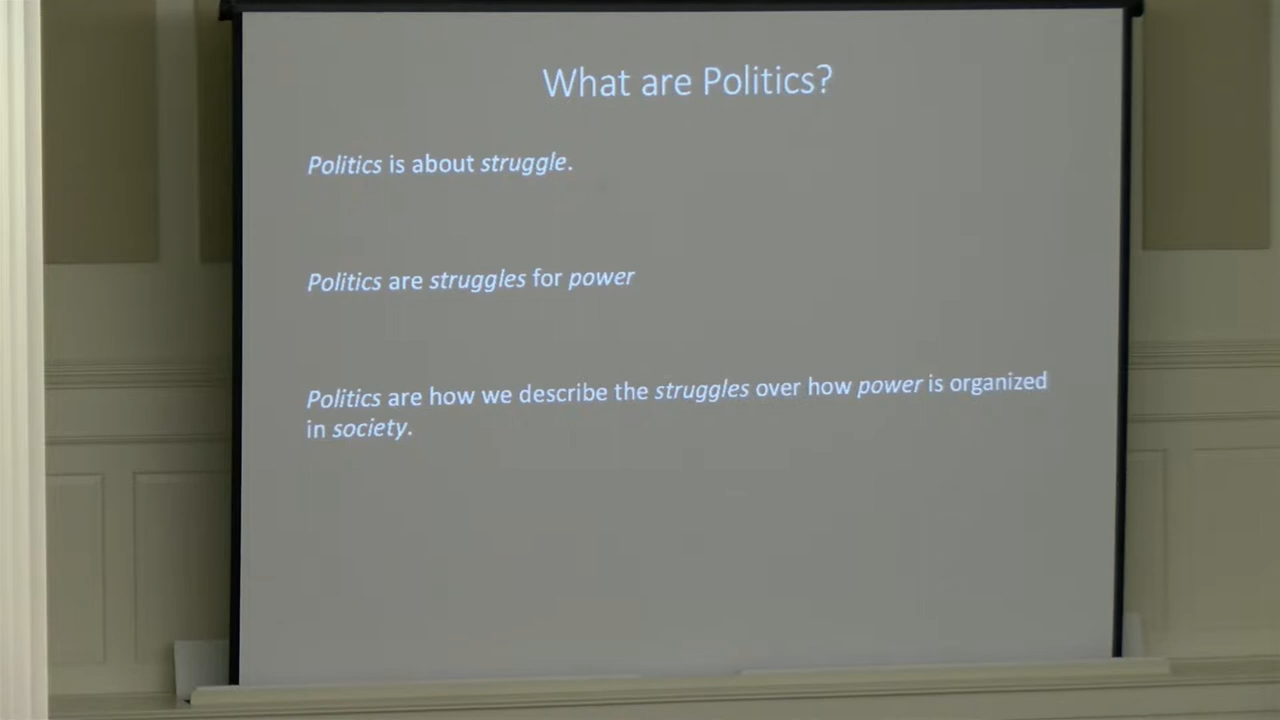 What are Politics?
Politics is about struggle.
Politics are struggles for power
Politics are how we describe the struggles over how power is organized
in society.